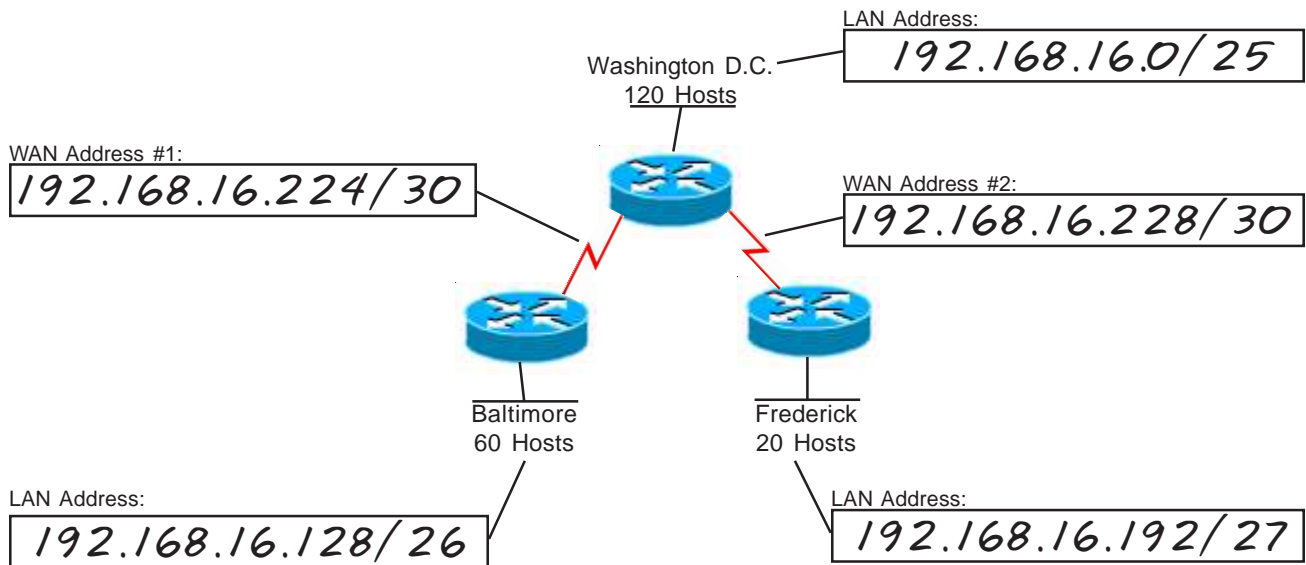 LAN Address:
192.168.16.0/25
Washington D.C.
120 Hosts
WAN Address #1:
192.168.16.224/30
WAN Address #2:
192.168.16.228/30
Baltimore
60 Hosts
Frederick
20 Hosts
LAN Address:
192.168.16.128/26
LAN Address:
192.168.16.192/27